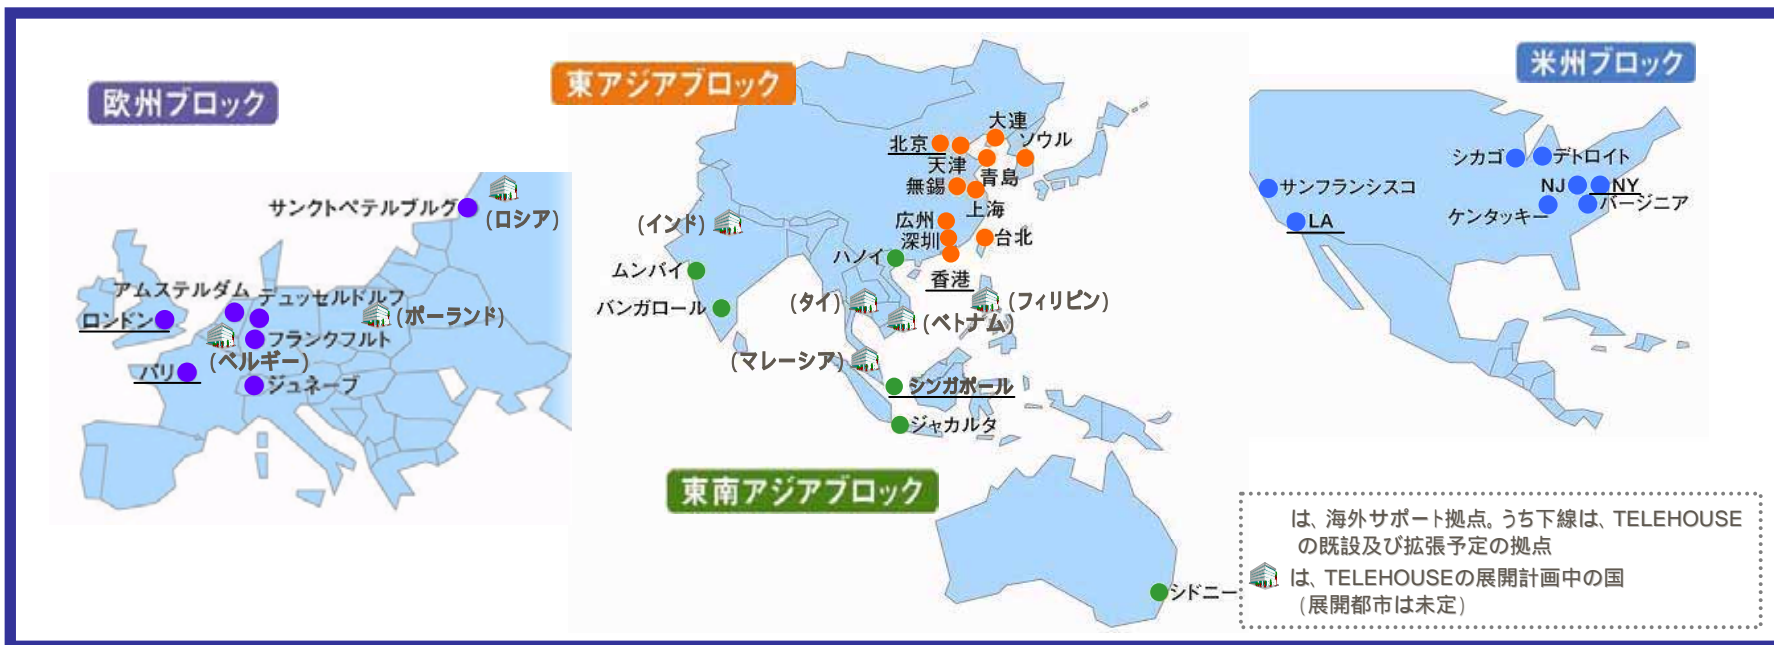 欧州ブロック
サンクトペテルブルグ
(ロシア)
アムステルダム
デュッセルドルフ
ロンドン
(ポーランド)
フランクフルト
(ベルギー)
パリ
ジュネーブ
東アジアブロック
大連
北京
ソウル
天津
青島
無錫
上海
(インド)
広州
深圳
台北
ハノイ
ムンバイ
香港
バンガロール
(タイ)
(フィリピン)
(ベトナム)
(マレーシア)
シンガポール
ジャカルタ
東南アジアブロック
シドニー
米州ブロック
シカゴ
デトロイト
サンフランシスコ
NJ
NY
ケンタッキー
バージニア
LA
は、海外サポート拠点。うち下線は、TELEHOUSE
の既設及び拡張予定の拠点
は、TELEHOUSEの展開計画中の国
(展開都市は未定)